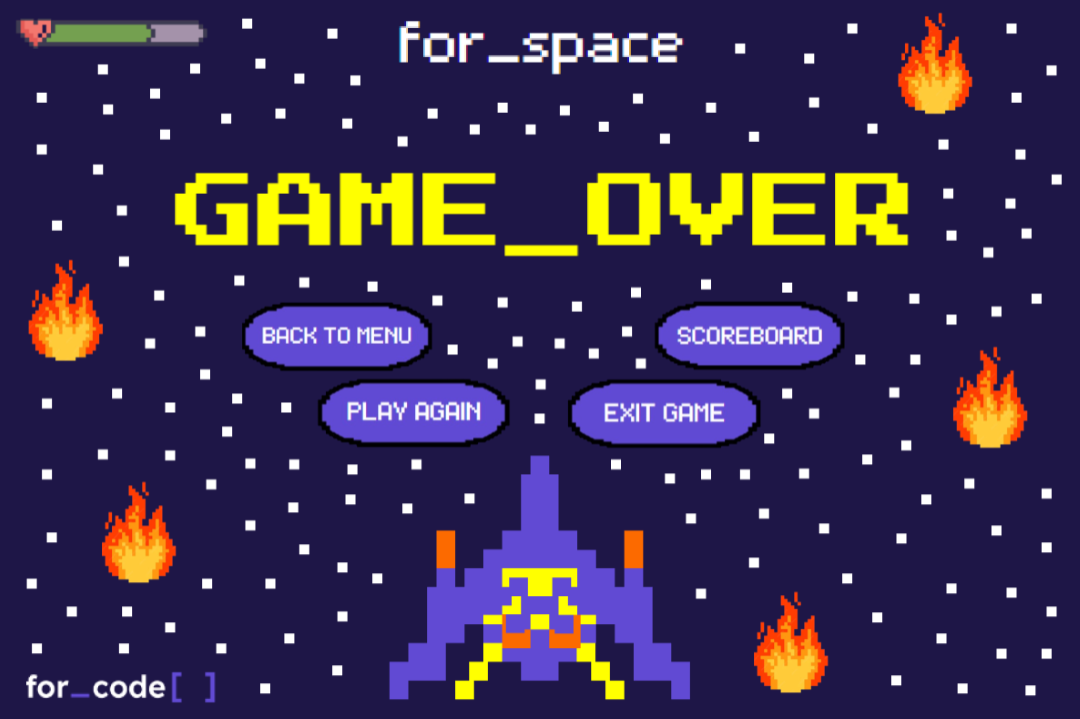 for_space
GAME_OVER
BACK TO MENU
SCOREBOARD
PLAY AGAIN
EXIT GAME
for_code[ ]